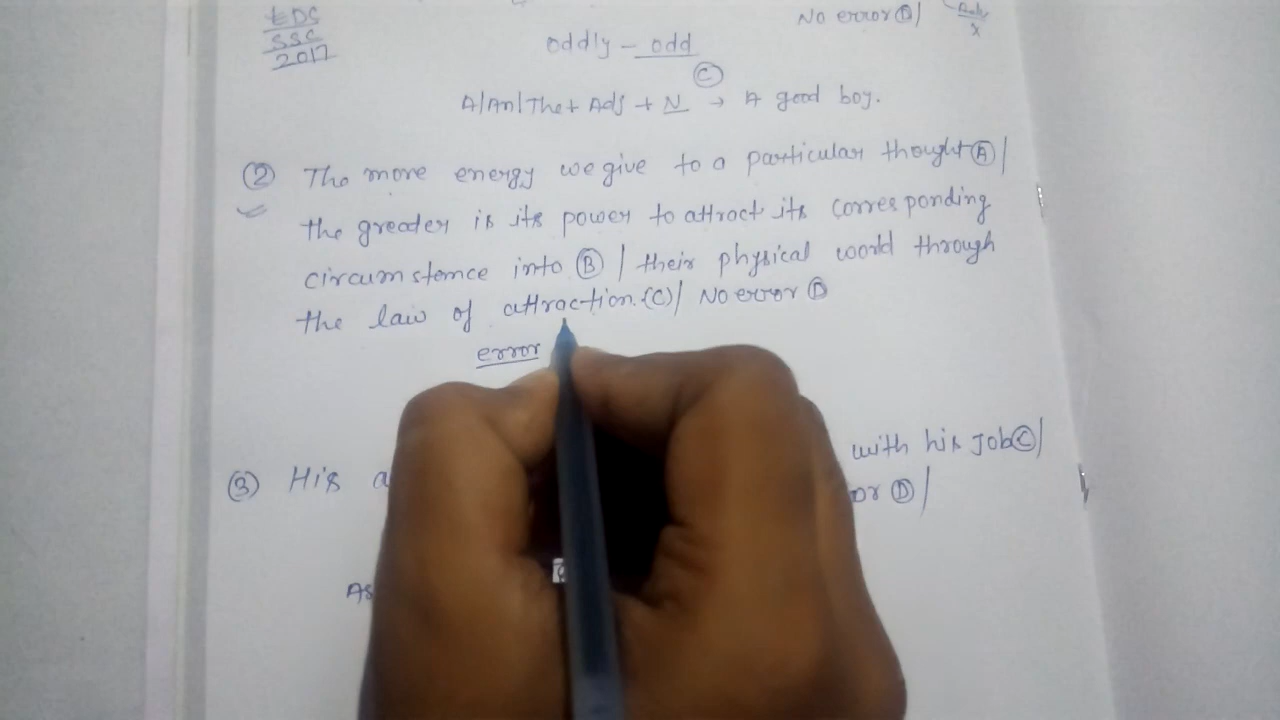 LDC
SSC
2017
No error Ⓓ/
oddly - odd
Ⓒ
A/An/The + Adj + N → A good boy.
② The more energy we give to a particular thought Ⓐ/
the greater is its power to attract its corresponding
circumstance into Ⓑ / their physical world through
the law of attraction. (C)/ No error Ⓓ
error
③ His a with his Job Ⓒ/
or Ⓓ/
As